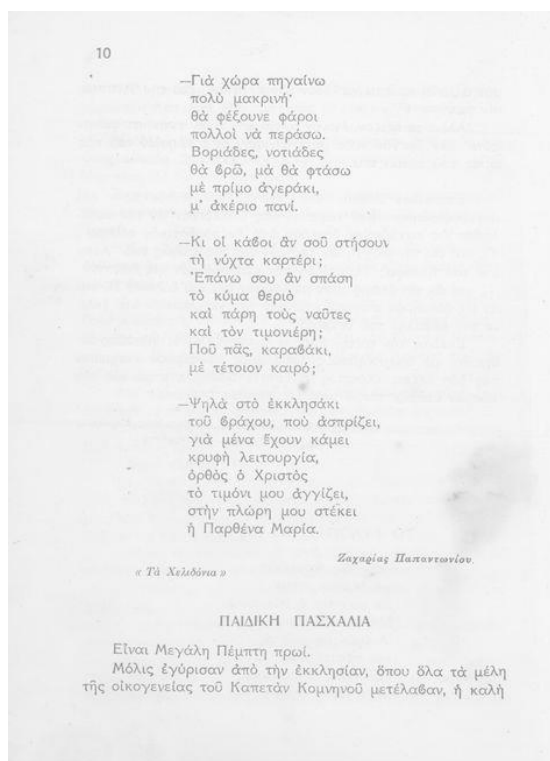 10
—Γιὰ χώρα πηγαίνω
πολὺ μακρινή·
θὰ φέξουνε φάροι
πολλοὶ νὰ περάσω.
Βοριάδες, νοτιάδες
θὰ ϐρῶ, μὰ θὰ φτάσω
μὲ πρίμο ἀγεράκι,
μ' ἀκέριο πανί.
—Κι οἱ κάϐοι ἂν σοῦ στήσουν
τὴ νύχτα καρτέρι;
Ἐπάνω σου ἂν σπάση
τὸ κύμα θεριὸ
καὶ πάρη τοὺς ναῦτες
καὶ τὸν τιμονιέρη;
Ποῦ πᾶς, καραϐάκι,
μὲ τέτοιον καιρό;
—Ψηλὰ στὸ ἐκκλησάκι
τοῦ ϐράχου, ποὺ ἀσπρίζει,
γιὰ μένα ἔχουν κάμει
κρυφὴ λειτουργία,
ὀρθὸς ὁ Χριστὸς
τὸ τιμόνι μου ἀγγίζει,
στὴν πλώρη μου στέκει
ἡ Παρθένα Μαρία.
Ζαχαρίας Παπαντωνίου.
« Τὰ Χελιδόνια »
ΠΑΙΔΙΚΗ ΠΑΣΧΑΛΙΑ
Εἶναι Μεγάλη Πέμπτη πρωί.
Μόλις ἐγύρισαν ἀπὸ τὴν ἐκκλησίαν, ὅπου ὅλα τὰ μέλη
τῆς οἰκογενείας τοῦ Καπετὰν Κομνηνοῦ μετέλαϐαν, ἡ καλὴ